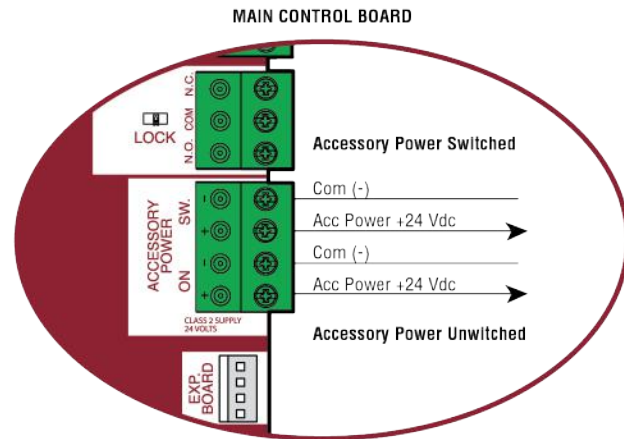 MAIN CONTROL BOARD
N.C.
COM
N.O.
LOCK
Accessory Power Switched
ACCESSORY
POWER
SW.
ON
-
+
-
+
Com (-)
Acc Power +24 Vdc
Com (-)
Acc Power +24 Vdc
CLASS 2 SUPPLY
24 VOLTS
Accessory Power Unwitched
EXP.
BOARD